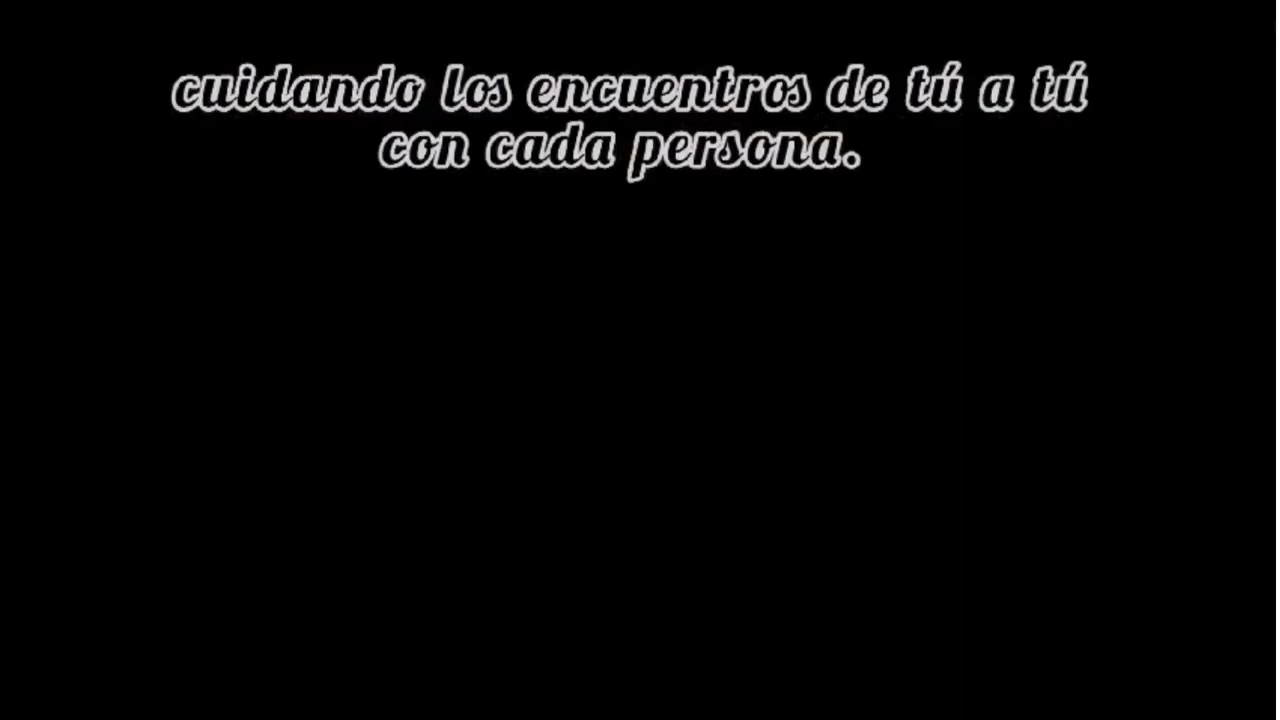 cuidando los encuentros de tú a tú
con cada persona.